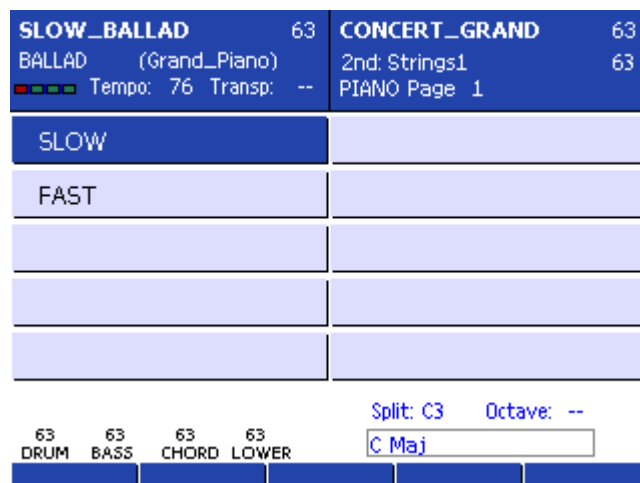 SLOW_BALLAD 63
BALLAD (Grand_Piano)
Tempo: 76 Transp: --
CONCERT_GRAND 63
2nd: Strings1 63
PIANO Page 1
SLOW
FAST
Split: C3 Octave: --
C Maj
63 63 63 63
DRUM BASS CHORD LOWER